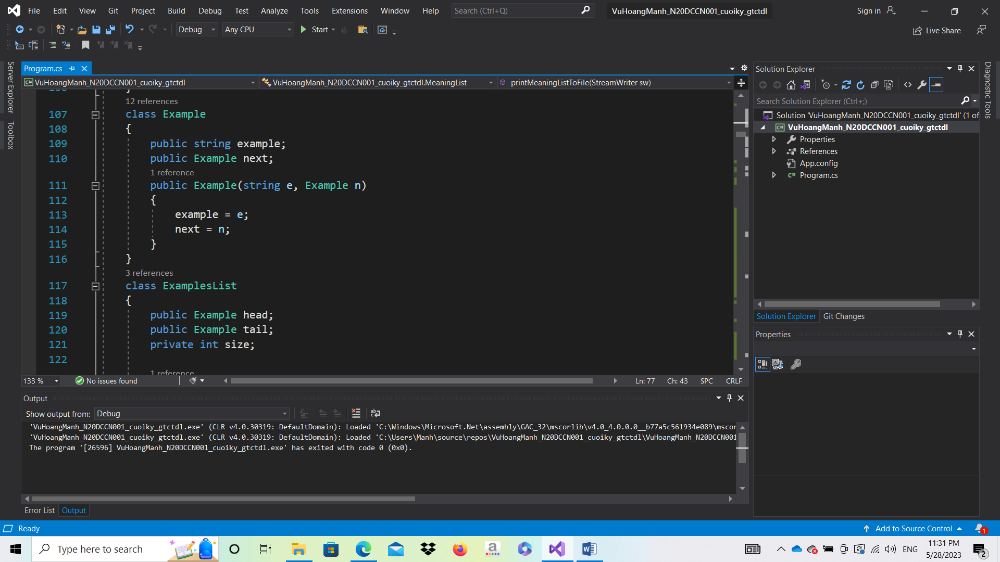 File Edit View Git Project Build Debug Test Analyze Tools Extensions Window Help Search (Ctrl+Q) VuHoangManh_N20DCCN001_cuoiky_gtctdl Sign in
Debug Any CPU Start Live Share
Server Explorer
Toolbox
Program.cs
VuHoangManh_N20DCCN001_cuoiky_gtctdl VuHoangManh_N20DCCN001_cuoiky_gtctdl.MeaningList printMeaningListToFile(StreamWriter sw)
12 references
107 class Example
108 {
109 public string example;
110 public Example next;
1 reference
111 public Example(string e, Example n)
112 {
113 example = e;
114 next = n;
115 }
116 }
3 references
117 class ExamplesList
118 {
119 public Example head;
120 public Example tail;
121 private int size;
122
1 reference
133 % No issues found Ln: 77 Ch: 43 SPC CRLF
Output
Show output from: Debug
'VuHoangManh_N20DCCN001_cuoiky_gtctdl.exe' (CLR v4.0.30319: DefaultDomain): Loaded 'C:\Windows\Microsoft.Net\assembly\GAC_32\mscorlib\v4.0_4.0.0.0__b77a5c561934e089\mscor
'VuHoangManh_N20DCCN001_cuoiky_gtctdl.exe' (CLR v4.0.30319: DefaultDomain): Loaded 'C:\Users\Manh\source\repos\VuHoangManh_N20DCCN001_cuoiky_gtctdl\VuHoangManh_N20DCCN001
The program '[26596] VuHoangManh_N20DCCN001_cuoiky_gtctdl.exe' has exited with code 0 (0x0).
Error List Output
Solution Explorer
Search Solution Explorer (Ctrl+;)
Solution 'VuHoangManh_N20DCCN001_cuoiky_gtctdl' (1 of
VuHoangManh_N20DCCN001_cuoiky_gtctdl
Properties
References
App.config
Program.cs
Solution Explorer Git Changes
Properties
Diagnostic Tools
Ready Add to Source Control 1
Type here to search ENG 11:31 PM
5/28/2023 2